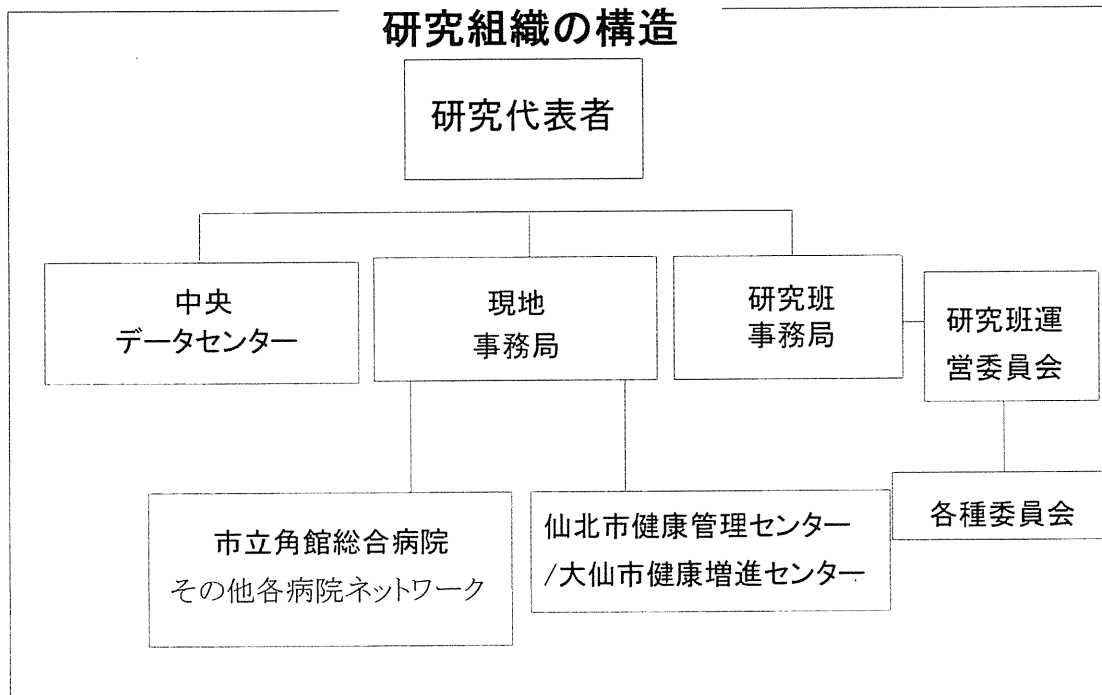 研究組織の構造
研究代表者
中央
データセンター
現地
事務局
研究班
事務局
研究班運
営委員会
市立角館総合病院
その他各病院ネットワーク
仙北市健康管理センター
/大仙市健康増進センター
各種委員会